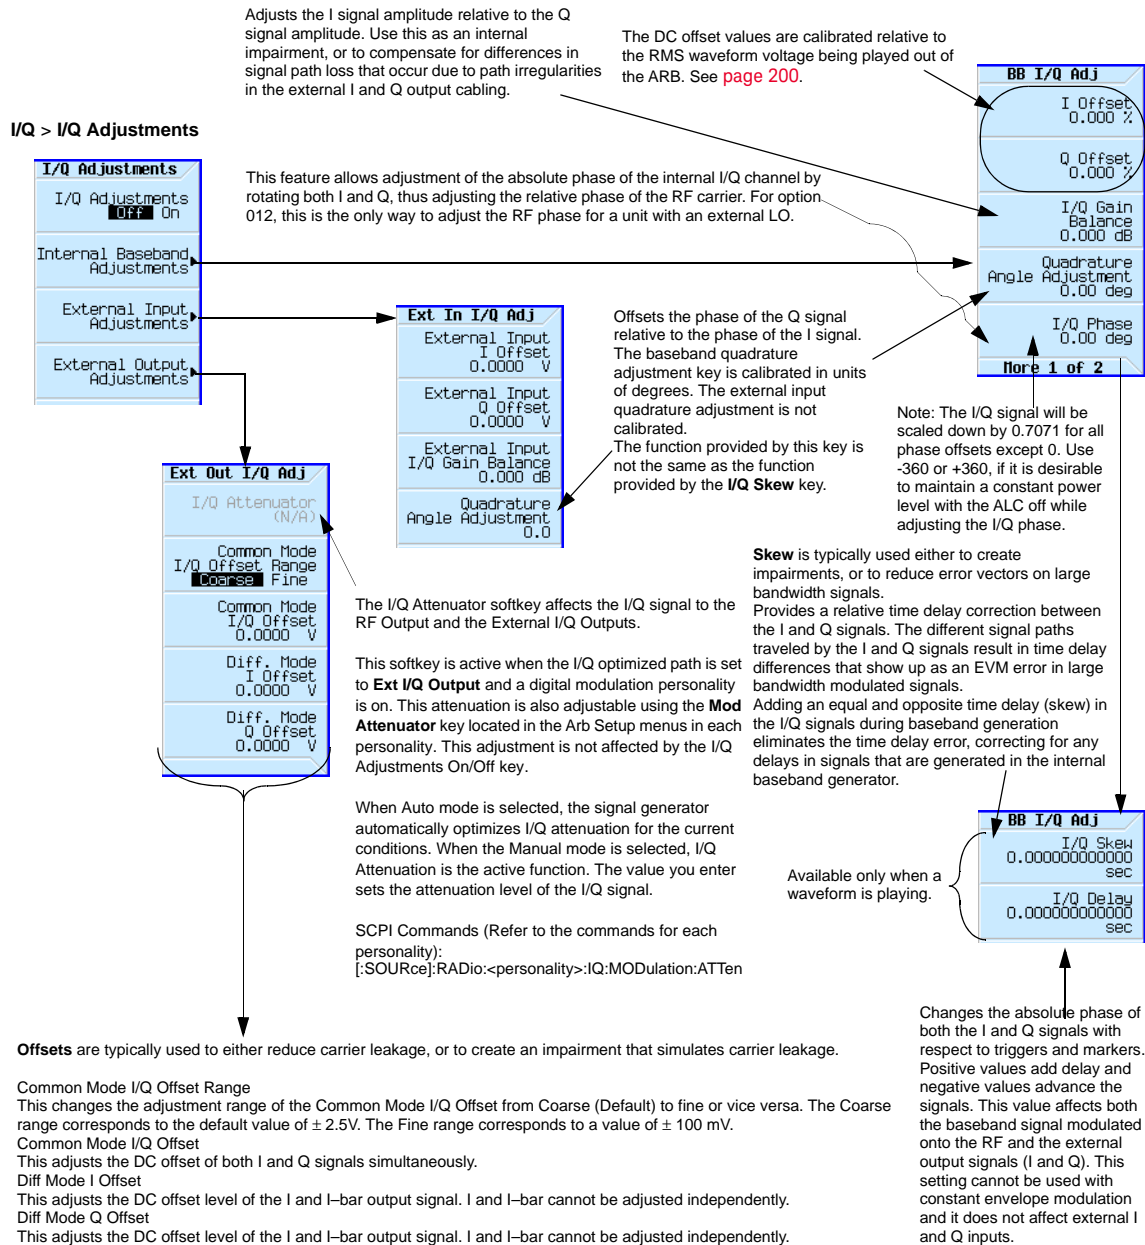 Adjusts the I signal amplitude relative to the Q
signal amplitude. Use this as an internal
impairment, or to compensate for differences in
signal path loss that occur due to path irregularities
in the external I and Q output cabling.
The DC offset values are calibrated relative to
the RMS waveform voltage being played out of
the ARB. See page 200.
BB I/Q Adj
I Offset
0.000 %
Q Offset
0.000 %
I/Q Gain
Balance
0.000 dB
Quadrature
Angle Adjustment
0.00 deg
I/Q Phase
0.00 deg
More 1 of 2
I/Q > I/Q Adjustments
I/Q Adjustments
I/Q Adjustments
Off On
Internal Baseband
Adjustments
External Input
Adjustments
External Output
Adjustments
This feature allows adjustment of the absolute phase of the internal I/Q channel by
rotating both I and Q, thus adjusting the relative phase of the RF carrier. For option
012, this is the only way to adjust the RF phase for a unit with an external LO.
Ext In I/Q Adj
External Input
I Offset
0.0000 V
External Input
Q Offset
0.0000 V
External Input
I/Q Gain Balance
0.000 dB
Quadrature
Angle Adjustment
0.0
Offsets the phase of the Q signal
relative to the phase of the I signal.
The baseband quadrature
adjustment key is calibrated in units
of degrees. The external input
quadrature adjustment is not
calibrated.
The function provided by this key is
not the same as the function
provided by the I/Q Skew key.
Note: The I/Q signal will be
scaled down by 0.7071 for all
phase offsets except 0. Use
-360 or +360, if it is desirable
to maintain a constant power
level with the ALC off while
adjusting the I/Q phase.
Ext Out I/Q Adj
I/Q Attenuator
(N/A)
Common Mode
I/Q Offset Range
Coarse Fine
Common Mode
I/Q Offset
0.0000 V
Diff. Mode
I Offset
0.0000 V
Diff. Mode
Q Offset
0.0000 V
The I/Q Attenuator softkey affects the I/Q signal to the
RF Output and the External I/Q Outputs.
This softkey is active when the I/Q optimized path is set
to Ext I/Q Output and a digital modulation personality
is on. This attenuation is also adjustable using the Mod
Attenuator key located in the Arb Setup menus in each
personality. This adjustment is not affected by the I/Q
Adjustments On/Off key.
When Auto mode is selected, the signal generator
automatically optimizes I/Q attenuation for the current
conditions. When the Manual mode is selected, I/Q
Attenuation is the active function. The value you enter
sets the attenuation level of the I/Q signal.
SCPI Commands (Refer to the commands for each
personality):
[:SOURce]:RADio:<personality>:IQ:MODulation:ATTen
Skew is typically used either to create
impairments, or to reduce error vectors on large
bandwidth signals.
Provides a relative time delay correction between
the I and Q signals. The different signal paths
traveled by the I and Q signals result in time delay
differences that show up as an EVM error in large
bandwidth modulated signals.
Adding an equal and opposite time delay (skew) in
the I/Q signals during baseband generation
eliminates the time delay error, correcting for any
delays in signals that are generated in the internal
baseband generator.
BB I/Q Adj
I/Q Skew
0.000000000000
sec
I/Q Delay
0.000000000000
sec
Available only when a
waveform is playing.
Changes the absolute phase of
both the I and Q signals with
respect to triggers and markers.
Positive values add delay and
negative values advance the
signals. This value affects both
the baseband signal modulated
onto the RF and the external
output signals (I and Q). This
setting cannot be used with
constant envelope modulation
and it does not affect external I
and Q inputs.
Offsets are typically used to either reduce carrier leakage, or to create an impairment that simulates carrier leakage.
Common Mode I/Q Offset Range
This changes the adjustment range of the Common Mode I/Q Offset from Coarse (Default) to fine or vice versa. The Coarse
range corresponds to the default value of ± 2.5V. The Fine range corresponds to a value of ± 100 mV.
Common Mode I/Q Offset
This adjusts the DC offset of both I and Q signals simultaneously.
Diff Mode I Offset
This adjusts the DC offset level of the I and I–bar output signal. I and I–bar cannot be adjusted independently.
Diff Mode Q Offset
This adjusts the DC offset level of the I and I–bar output signal. I and I–bar cannot be adjusted independently.